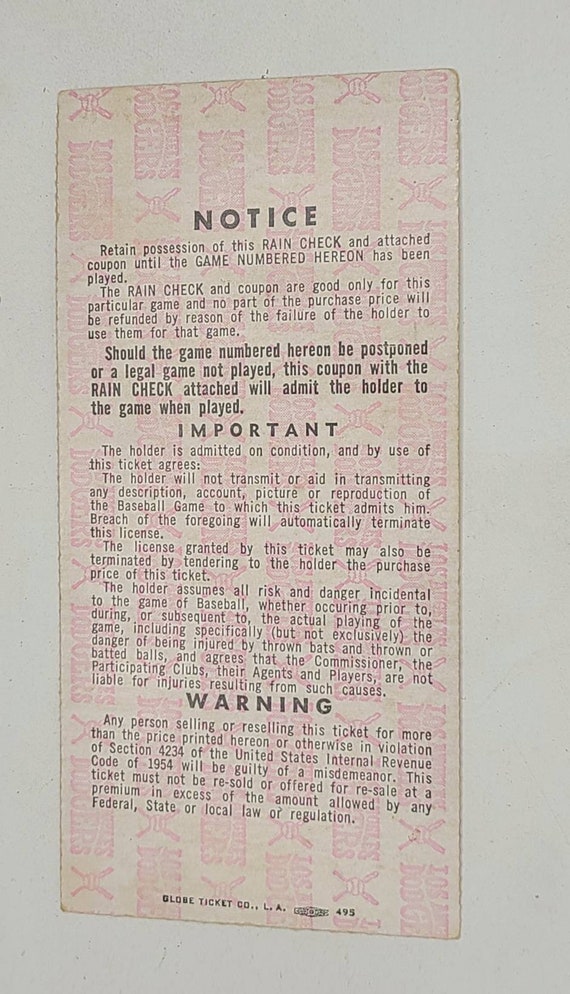 NOTICE
Retain possession of this RAIN CHECK and attached
coupon until the GAME NUMBERED HEREON has been
played.
The RAIN CHECK and coupon are good only for this
particular game and no part of the purchase price will
be refunded by reason of the failure of the holder to
use them for that game.
Should the game numbered hereon be postponed
or a legal game not played, this coupon with the
RAIN CHECK attached will admit the holder to
the game when played.
IMPORTANT
The holder is admitted on condition, and by use of
this ticket agrees:
The holder will not transmit or aid in transmitting
any description, account, picture or reproduction of
the Baseball Game to which this ticket admits him.
Breach of the foregoing will automatically terminate
this license.
The license granted by this ticket may also be
terminated by tendering to the holder the purchase
price of this ticket.
The holder assumes all risk and danger incidental
to the game of Baseball, whether occuring prior to,
during, or subsequent to, the actual playing of the
game, including specifically (but not exclusively) the
danger of being injured by thrown bats and thrown or
batted balls, and agrees that the Commissioner, the
Participating Clubs, their Agents and Players, are not
liable for injuries resulting from such causes.
WARNING
Any person selling or reselling this ticket for more
than the price printed hereon or otherwise in violation
of Section 4234 of the United States Internal Revenue
Code of 1954 will be guilty of a misdemeanor. This
ticket must not be re-sold or offered for re-sale at a
premium in excess of the amount allowed by any
Federal, State or local law or regulation.
GLOBE TICKET CO., L. A. 495
LOS ANGELES
DODGERS